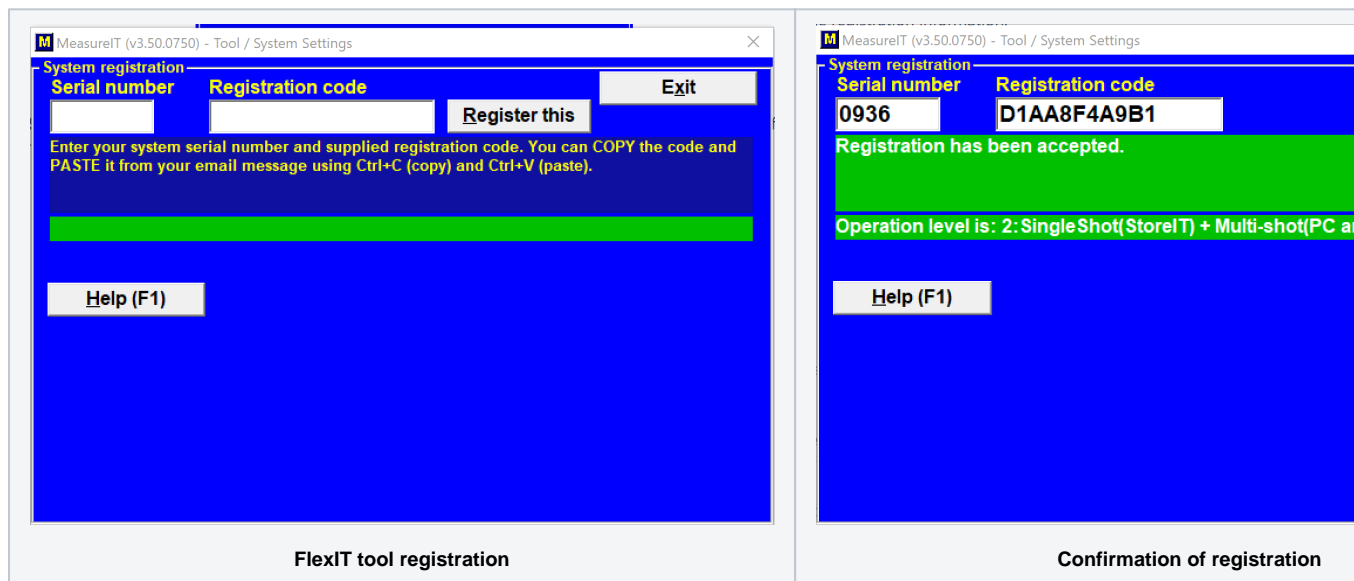 MeasureIT (v3.50.0750) - Tool / System Settings
System registration
Serial number Registration code Exit
Register this
Enter your system serial number and supplied registration code. You can COPY the code and
PASTE it from your email message using Ctrl+C (copy) and Ctrl+V (paste).
Help (F1)
FlexIT tool registration
MeasureIT (v3.50.0750) - Tool / System Settings
System registration
Serial number Registration code
0936 D1AA8F4A9B1
Registration has been accepted.
Operation level is: 2:SingleShot(StoreIT) + Multi-shot(PC
Help (F1)
Confirmation of registration